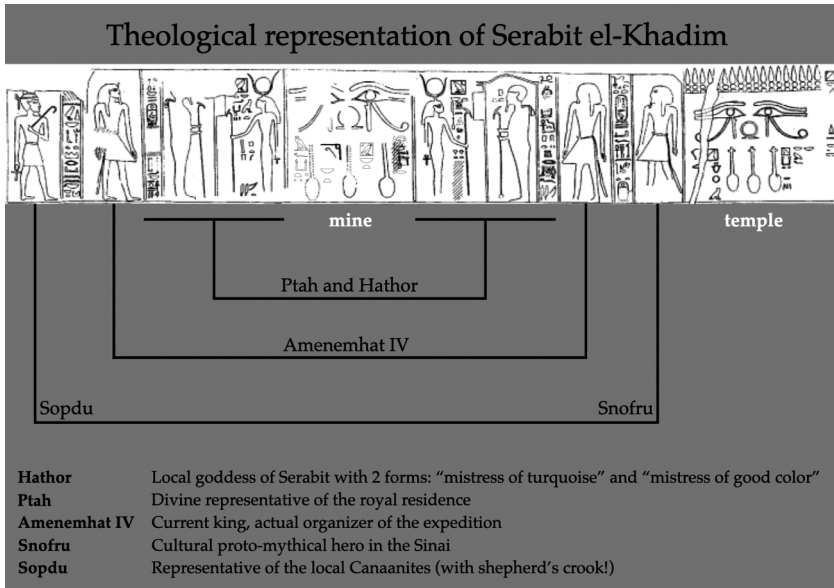 Theological representation of Serabit el-Khadim
mine
temple
Ptah and Hathor
Amenemhat IV
Sopdu
Snofru
Hathor Local goddess of Serabit with 2 forms: “mistress of turquoise” and “mistress of good color”
Ptah Divine representative of the royal residence
Amenemhat IV Current king, actual organizer of the expedition
Snofru Cultural proto-mythical hero in the Sinai
Sopdu Representative of the local Canaanites (with shepherd’s crook!)